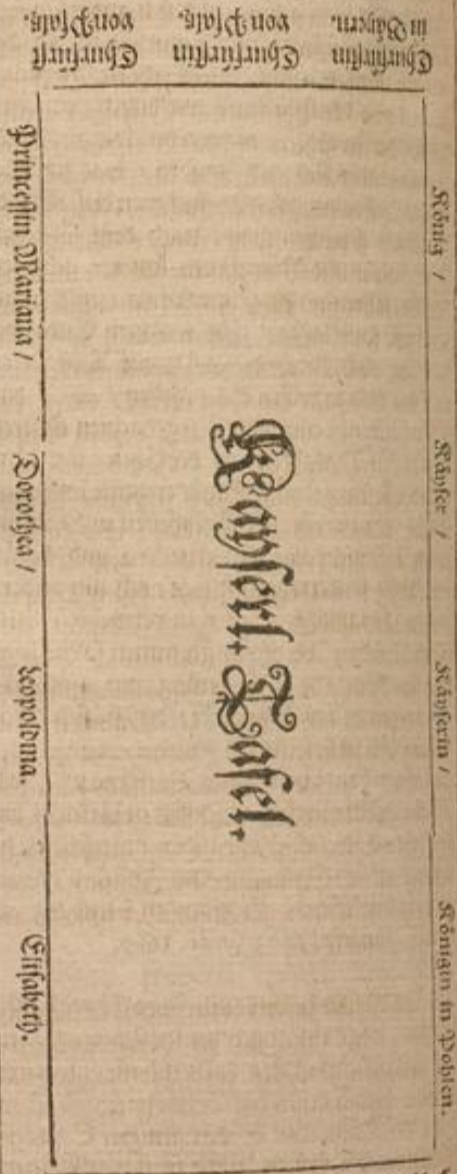 König / Käyser / Käyserin / Königin in Pohlen.
Churfürstin in Bäyern.
Churfürstin von Pfalz.
Churfürst von Pfalz.
Kayserl. Tafel.
Princeßin Mariana / Dorothea / Leopoldina. Elisabeth.